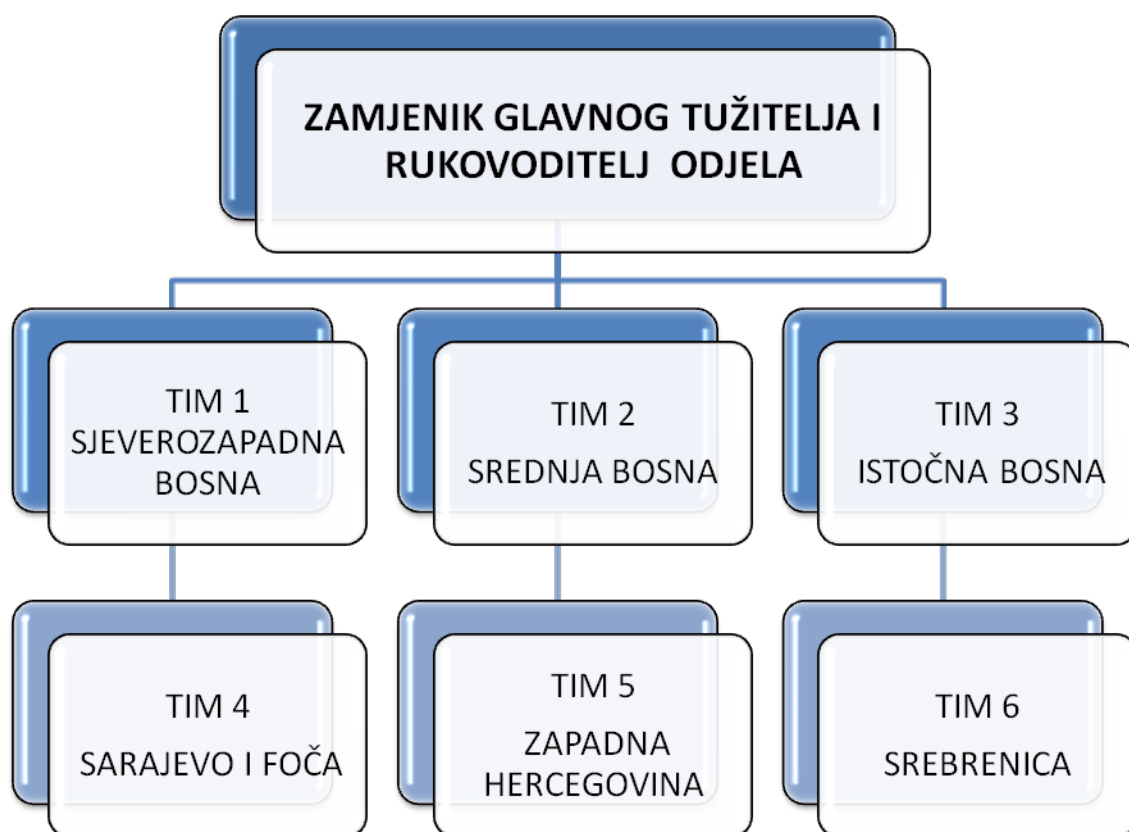 ZAMJENIK GLAVNOG TUŽITELJA I
RUKOVODITELJ ODJELA
TIM 1
SJEVEROZAPADNA
BOSNA
TIM 2
SREDNJA BOSNA
TIM 3
ISTOČNA BOSNA
TIM 4
SARAJEVO I FOČA
TIM 5
ZAPADNA
HERCEGOVINA
TIM 6
SREBRENICA